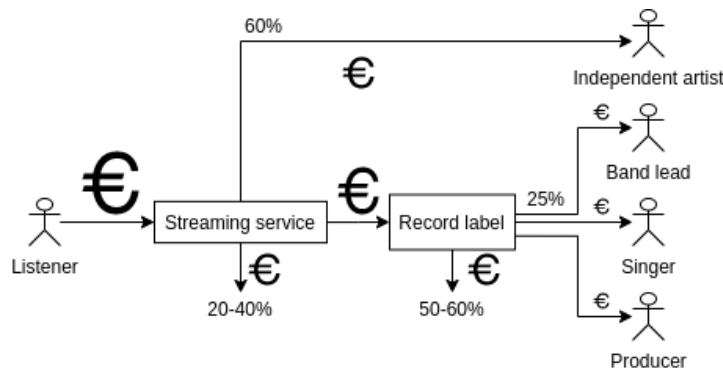 60%
€
Independent artist
€
Band lead
€
€
25%
€
Listener
Streaming service
Record label
Singer
€
€
20-40%
50-60%
€
Producer